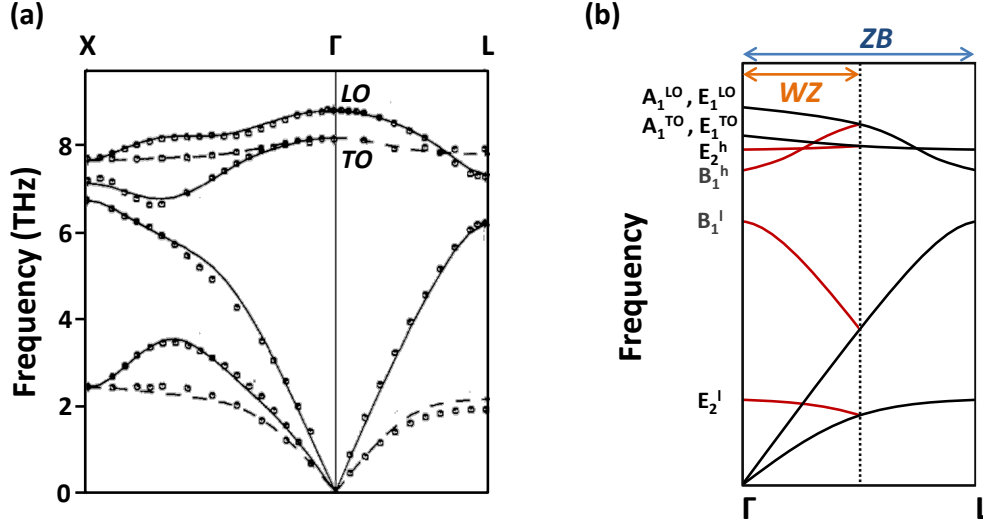 (a)
X Γ L
LO
TO
Frequency (THz)
8
6
4
2
0
(b)
ZB
WZ
A₁ᴸᴼ, E₁ᴸᴼ
A₁ᵀᴼ, E₁ᵀᴼ
E₂ʰ
B₁ʰ
B₁ˡ
E₂ˡ
Frequency
Γ L